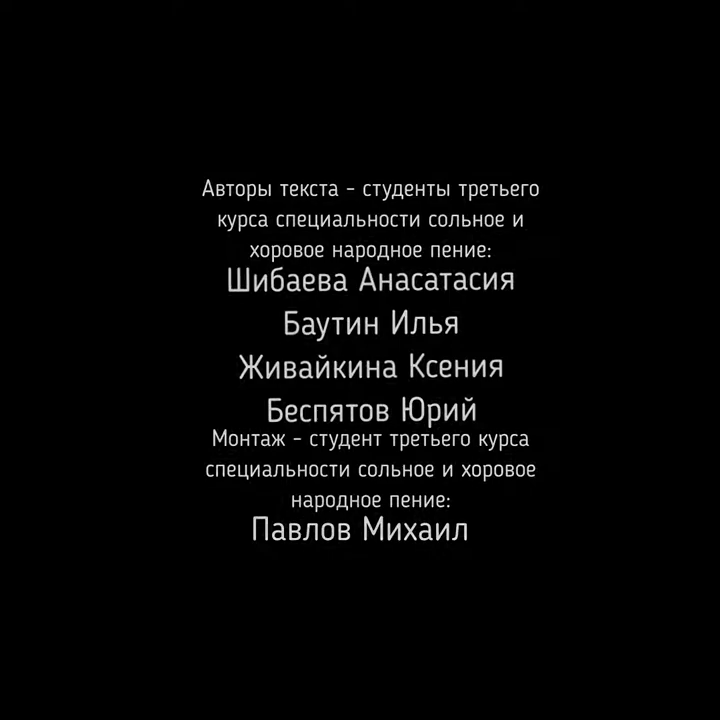 Авторы текста - студенты третьего
курса специальности сольное и
хоровое народное пение:
Шибаева Анасатасия
Баутин Илья
Живайкина Ксения
Беспятов Юрий
Монтаж - студент третьего курса
специальности сольное и хоровое
народное пение:
Павлов Михаил